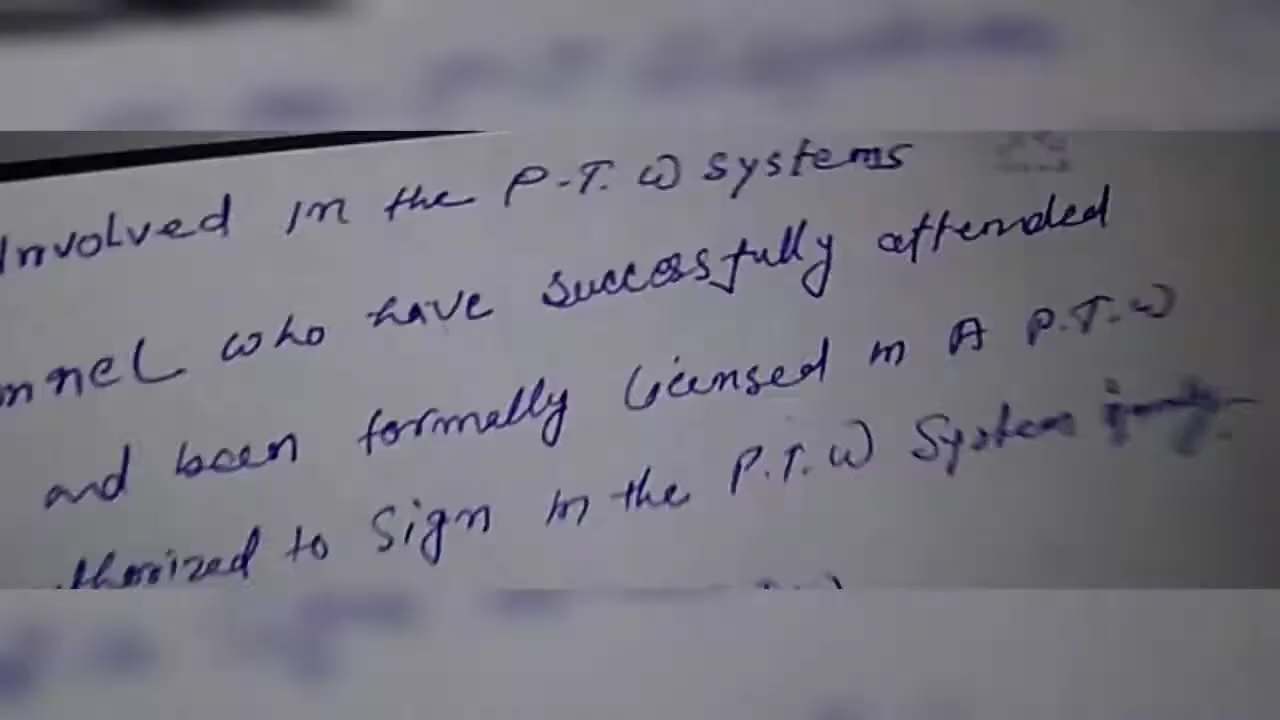 Involved in the P.T.W systems
nnel who have successfully attended
and been formally licensed in A P.T.W
thorized to Sign in the P.T.W System